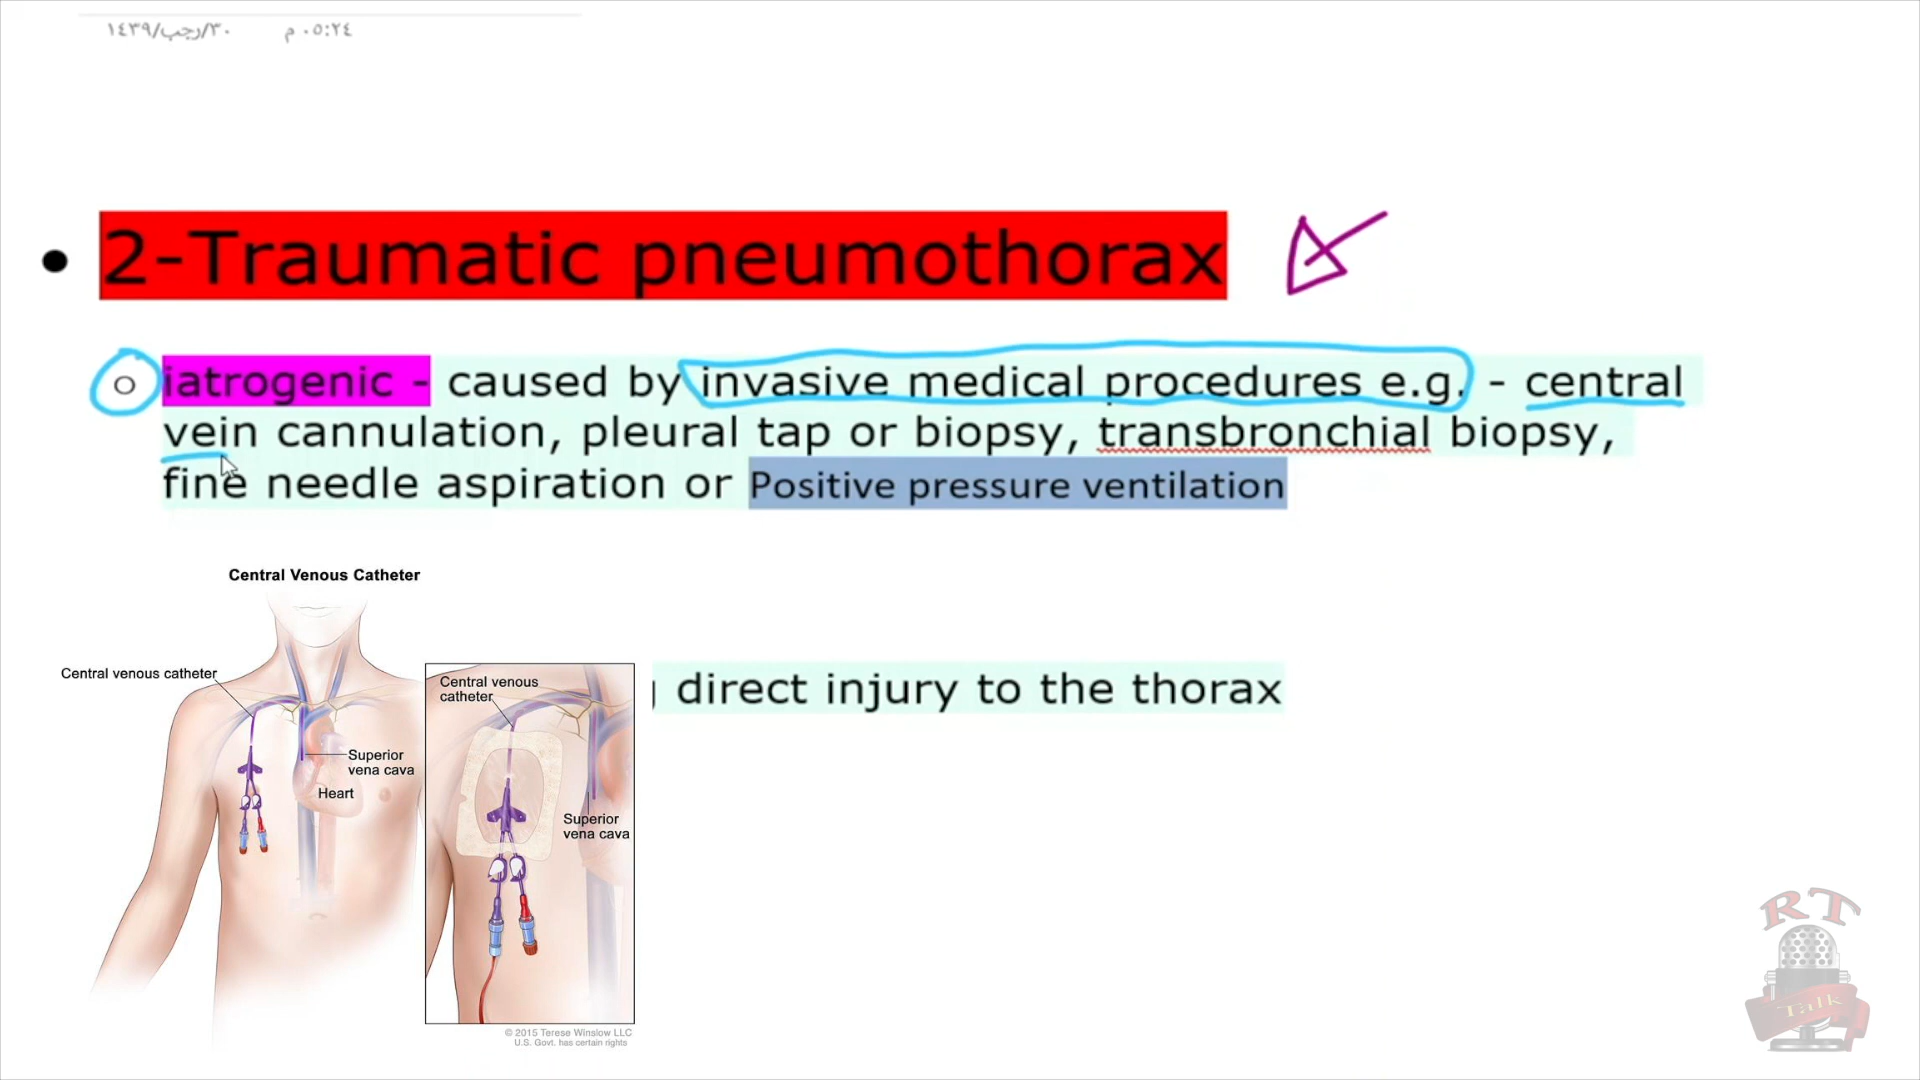 ٣٠/رجب/١٤٣٩ ٠٥:٢٤ م
• 2-Traumatic pneumothorax
o iatrogenic - caused by invasive medical procedures e.g. - central
vein cannulation, pleural tap or biopsy, transbronchial biopsy,
fine needle aspiration or Positive pressure ventilation
direct injury to the thorax
Central Venous Catheter
Central venous catheter
Superior
vena cava
Heart
Central venous
catheter
Superior
vena cava
© 2015 Terese Winslow LLC
U.S. Govt. has certain rights
RT
Talk